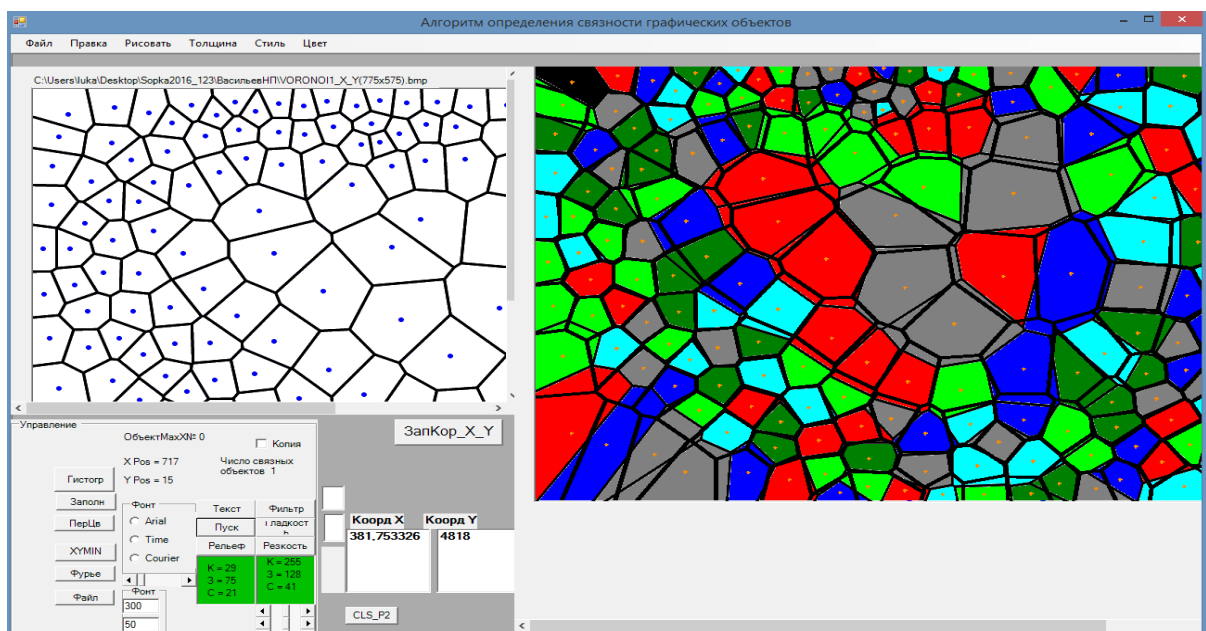 Алгоритм определения связности графических объектов
Файл Правка Рисовать Толщина Стиль Цвет
C:\Users\luka\Desktop\Sopka2016_123\ВасильевНП\VORONOI1_X_Y(775x575).bmp
Управление
ОбъектMaxXN= 0
Копия
ЗапКор_X_Y
X Pos = 717
Число связных
объектов 1
Y Pos = 15
Гистогр
Заполн
ПерЦв
XYMIN
Фурье
Файл
Фонт
Arial
Time
Courier
Текст
Фильтр
Пуск
Гладкост
ь
Рельеф
Резкость
K = 29
З = 75
С = 21
K = 255
З = 128
С = 41
Фонт
300
50
Коорд X
Коорд Y
381,753326
4818
CLS_P2